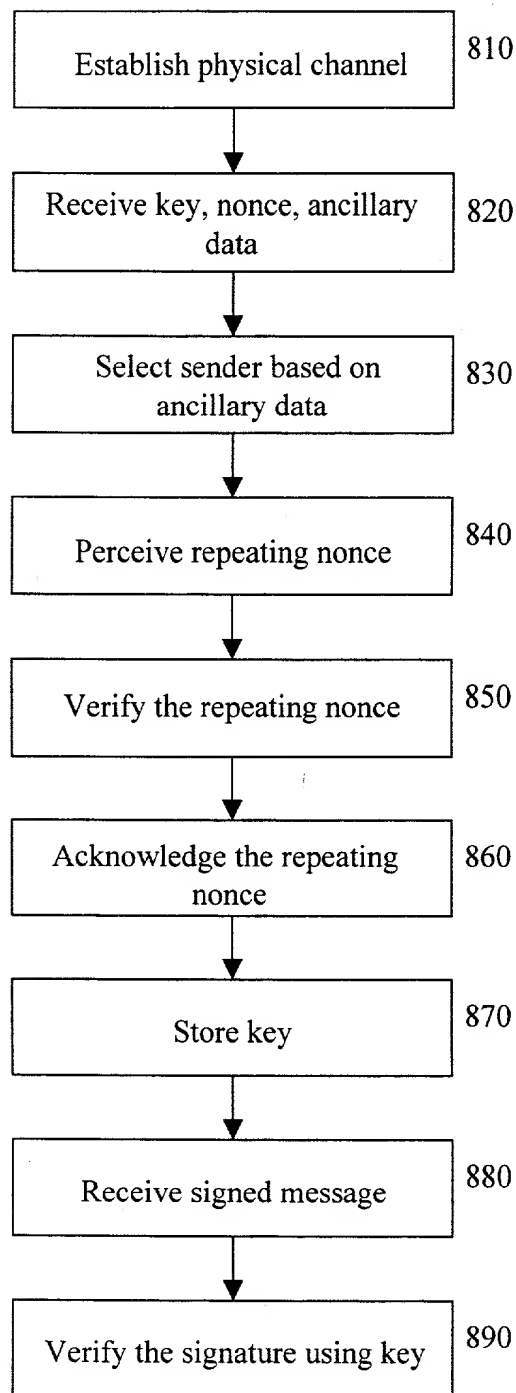 Establish physical channel
810
Receive key, nonce, ancillary
data
820
Select sender based on
ancillary data
830
Perceive repeating nonce
840
Verify the repeating nonce
850
Acknowledge the repeating
nonce
860
Store key
870
Receive signed message
880
Verify the signature using key
890